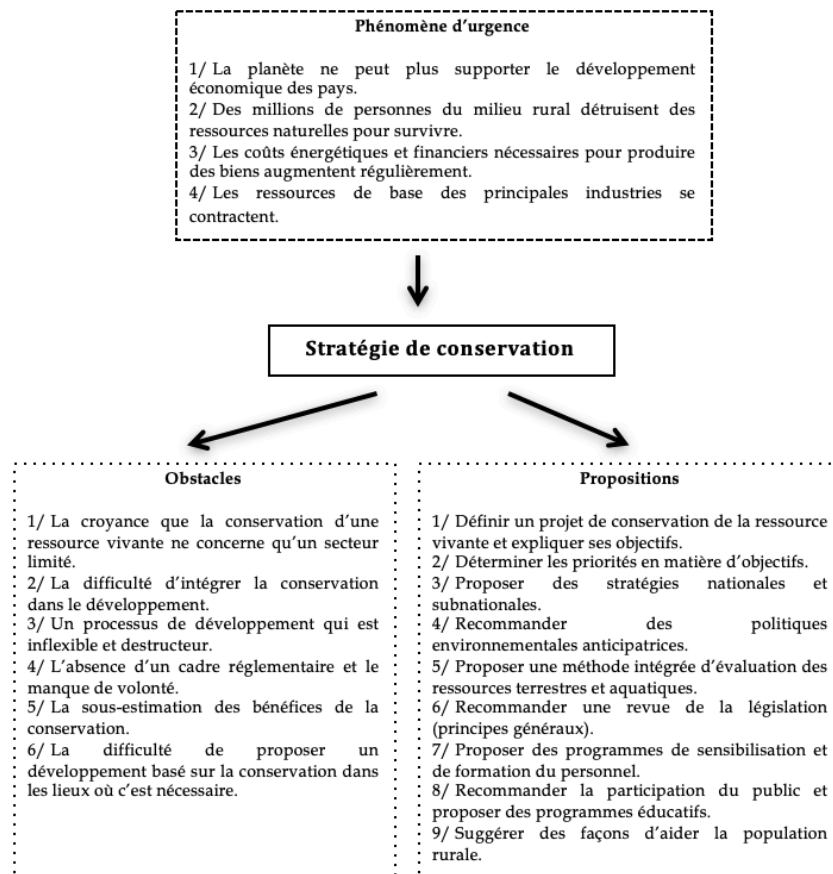 Phénomène d'urgence
1/ La planète ne peut plus supporter le développement
économique des pays.
2/ Des millions de personnes du milieu rural détruisent des
ressources naturelles pour survivre.
3/ Les coûts énergétiques et financiers nécessaires pour produire
des biens augmentent régulièrement.
4/ Les ressources de base des principales industries se
contractent.
Stratégie de conservation
Obstacles
1/ La croyance que la conservation d'une
ressource vivante ne concerne qu'un secteur
limité.
2/ La difficulté d'intégrer la conservation
dans le développement.
3/ Un processus de développement qui est
inflexible et destructeur.
4/ L'absence d'un cadre réglementaire et le
manque de volonté.
5/ La sous-estimation des bénéfices de la
conservation.
6/ La difficulté de proposer un
développement basé sur la conservation dans
les lieux où c'est nécessaire.
Propositions
1/ Définir un projet de conservation de la ressource
vivante et expliquer ses objectifs.
2/ Déterminer les priorités en matière d'objectifs.
3/ Proposer des stratégies nationales et
subnationales.
4/ Recommander des politiques
environnementales anticipatrices.
5/ Proposer une méthode intégrée d'évaluation des
ressources terrestres et aquatiques.
6/ Recommander une revue de la législation
(principes généraux).
7/ Proposer des programmes de sensibilisation et
de formation du personnel.
8/ Recommander la participation du public et
proposer des programmes éducatifs.
9/ Suggérer des façons d'aider la population
rurale.